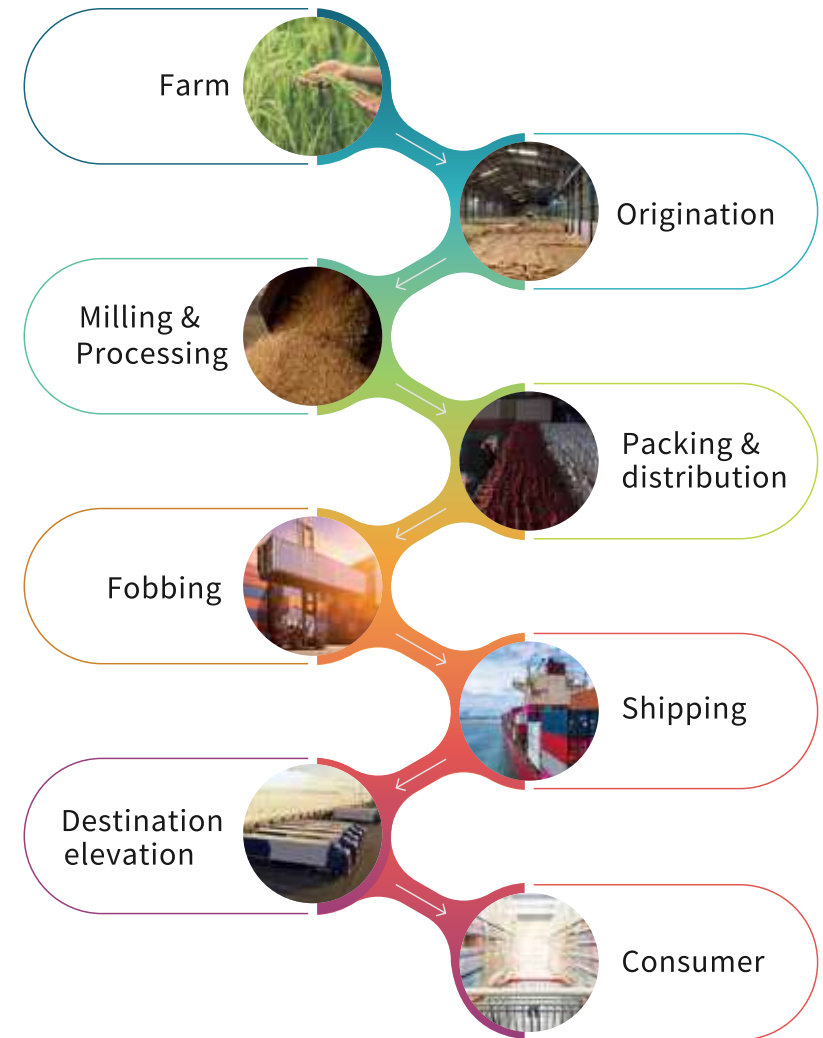 Farm
Origination
Milling &
Processing
Packing &
distribution
Fobbing
Shipping
Destination
elevation
Consumer